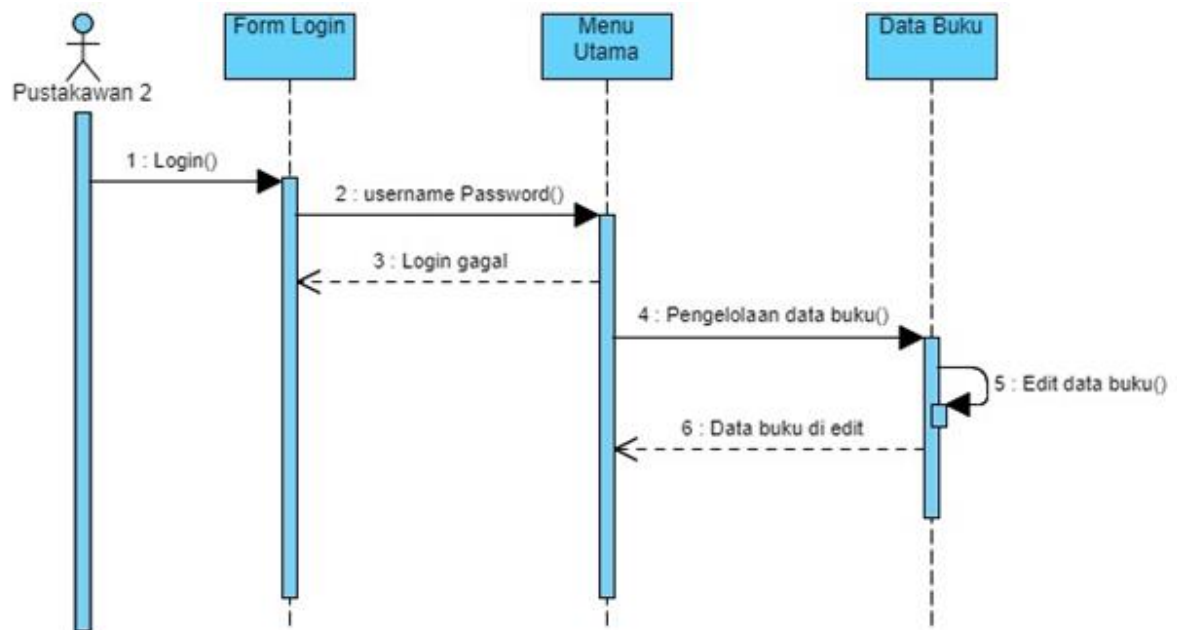 Form Login
Menu
Utama
Data Buku
Pustakawan 2
1 : Login()
2 : username Password()
3 : Login gagal
4 : Pengelolaan data buku()
5 : Edit data buku()
6 : Data buku di edit